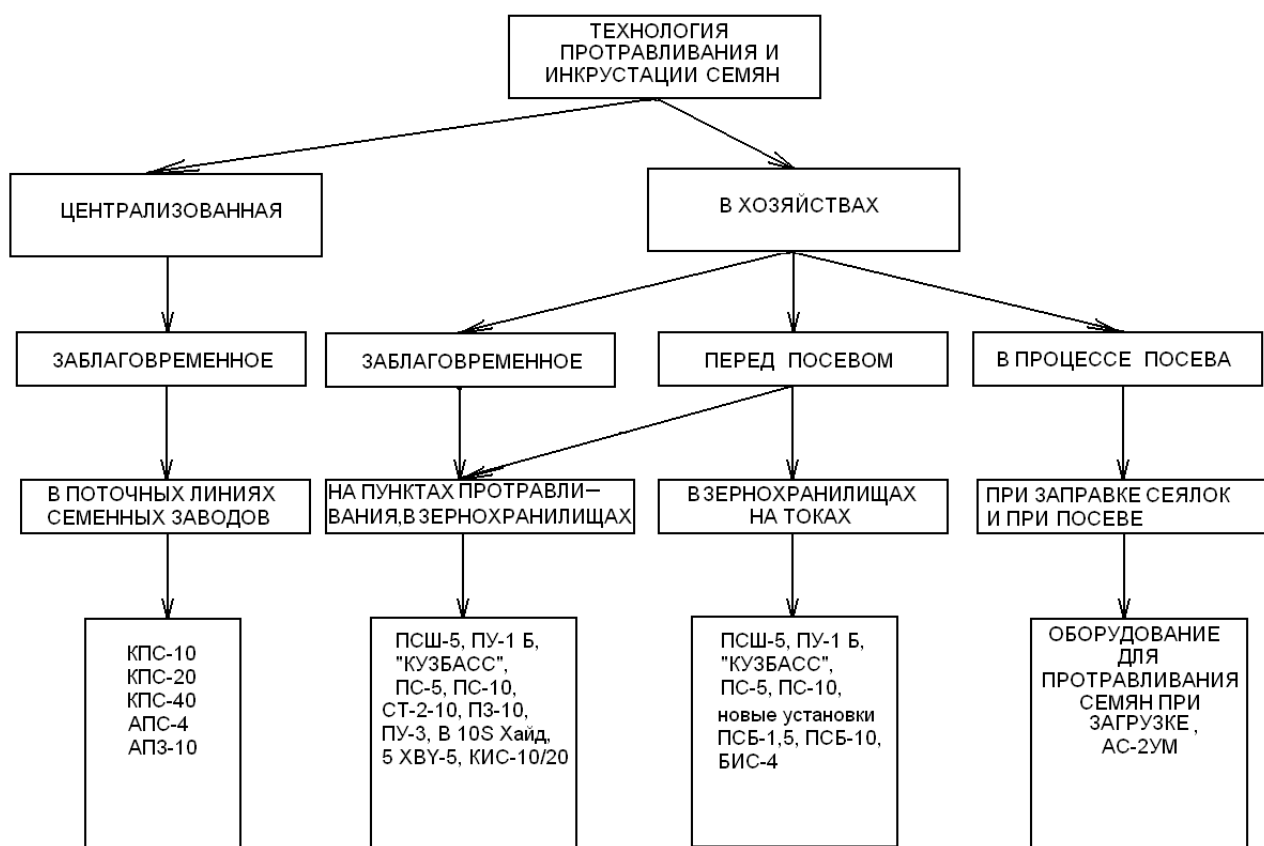 ТЕХНОЛОГИЯ
ПРОТРАВЛИВАНИЯ И
ИНКРУСТАЦИИ СЕМЯН
ЦЕНТРАЛИЗОВАННАЯ
В ХОЗЯЙСТВАХ
ЗАБЛАГОВРЕМЕННОЕ
ЗАБЛАГОВРЕМЕННОЕ
ПЕРЕД ПОСЕВОМ
В ПРОЦЕССЕ ПОСЕВА
В ПОТОЧНЫХ ЛИНИЯХ
СЕМЕННЫХ ЗАВОДОВ
НА ПУНКТАХ ПРОТРАВЛИ–
ВАНИЯ,В ЗЕРНОХРАНИЛИЩАХ
В ЗЕРНОХРАНИЛИЩАХ
НА ТОКАХ
ПРИ ЗАПРАВКЕ СЕЯЛОК
И ПРИ ПОСЕВЕ
КПС-10
КПС-20
КПС-40
АПС-4
АПЗ-10
ПСШ-5, ПУ-1 Б,
"КУЗБАСС",
ПС-5, ПС-10,
СТ-2-10, ПЗ-10,
ПУ-3, В 10S Хайд,
5 ХВY-5, КИС-10/20
ПСШ-5, ПУ-1 Б,
"КУЗБАСС",
ПС-5, ПС-10,
новые установки
ПСБ-1,5, ПСБ-10,
БИС-4
ОБОРУДОВАНИЕ
ДЛЯ
ПРОТРАВЛИВАНИЯ
СЕМЯН ПРИ
ЗАГРУЗКЕ ,
АС-2УМ